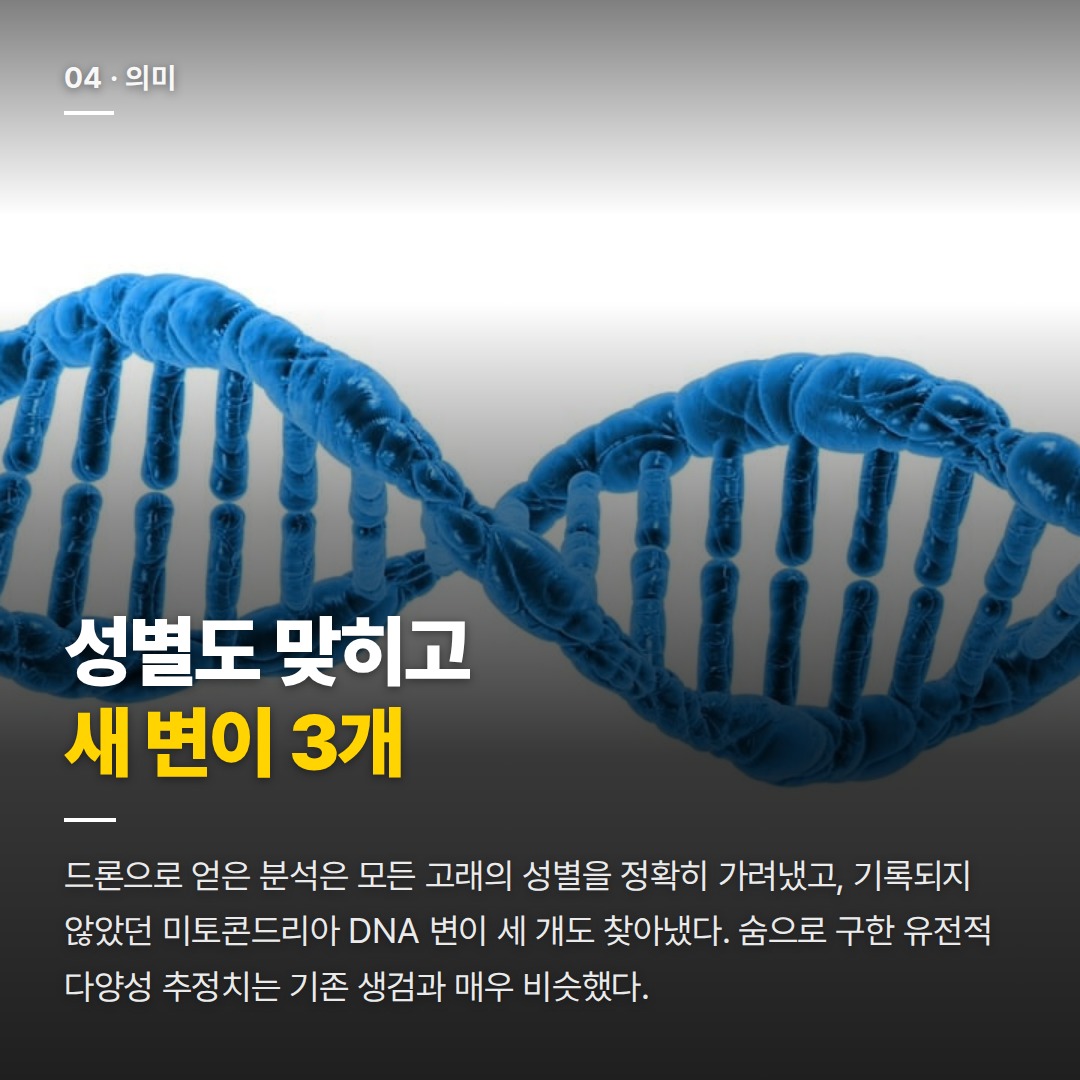 04 · 의미
성별도 맞히고
새 변이 3개
드론으로 얻은 분석은 모든 고래의 성별을 정확히 가려냈고, 기록되지
않았던 미토콘드리아 DNA 변이 세 개도 찾아냈다. 숨으로 구한 유전적
다양성 추정치는 기존 생검과 매우 비슷했다.